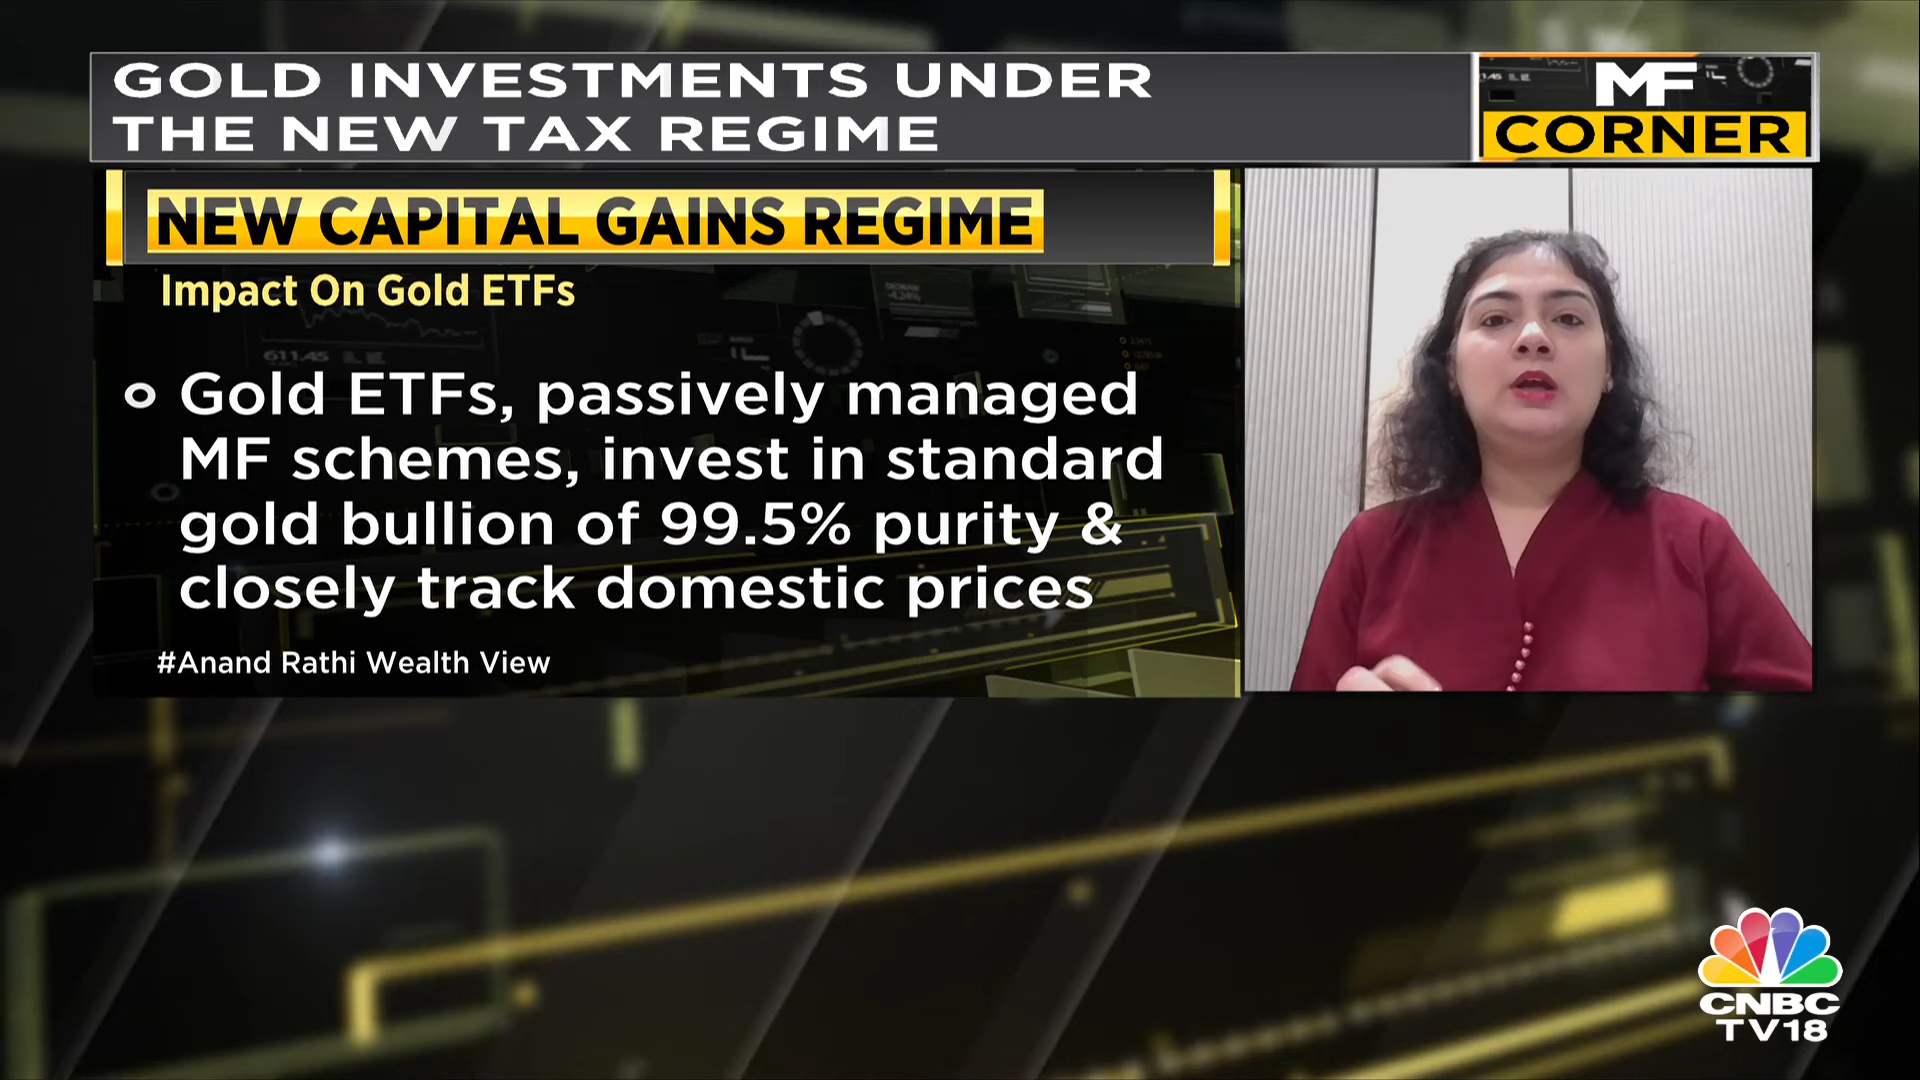 GOLD INVESTMENTS UNDER
THE NEW TAX REGIME
MF
CORNER
NEW CAPITAL GAINS REGIME
Impact On Gold ETFs
611.45
o Gold ETFs, passively managed
MF schemes, invest in standard
gold bullion of 99.5% purity &
closely track domestic prices
#Anand Rathi Wealth View
CNBC
TV18